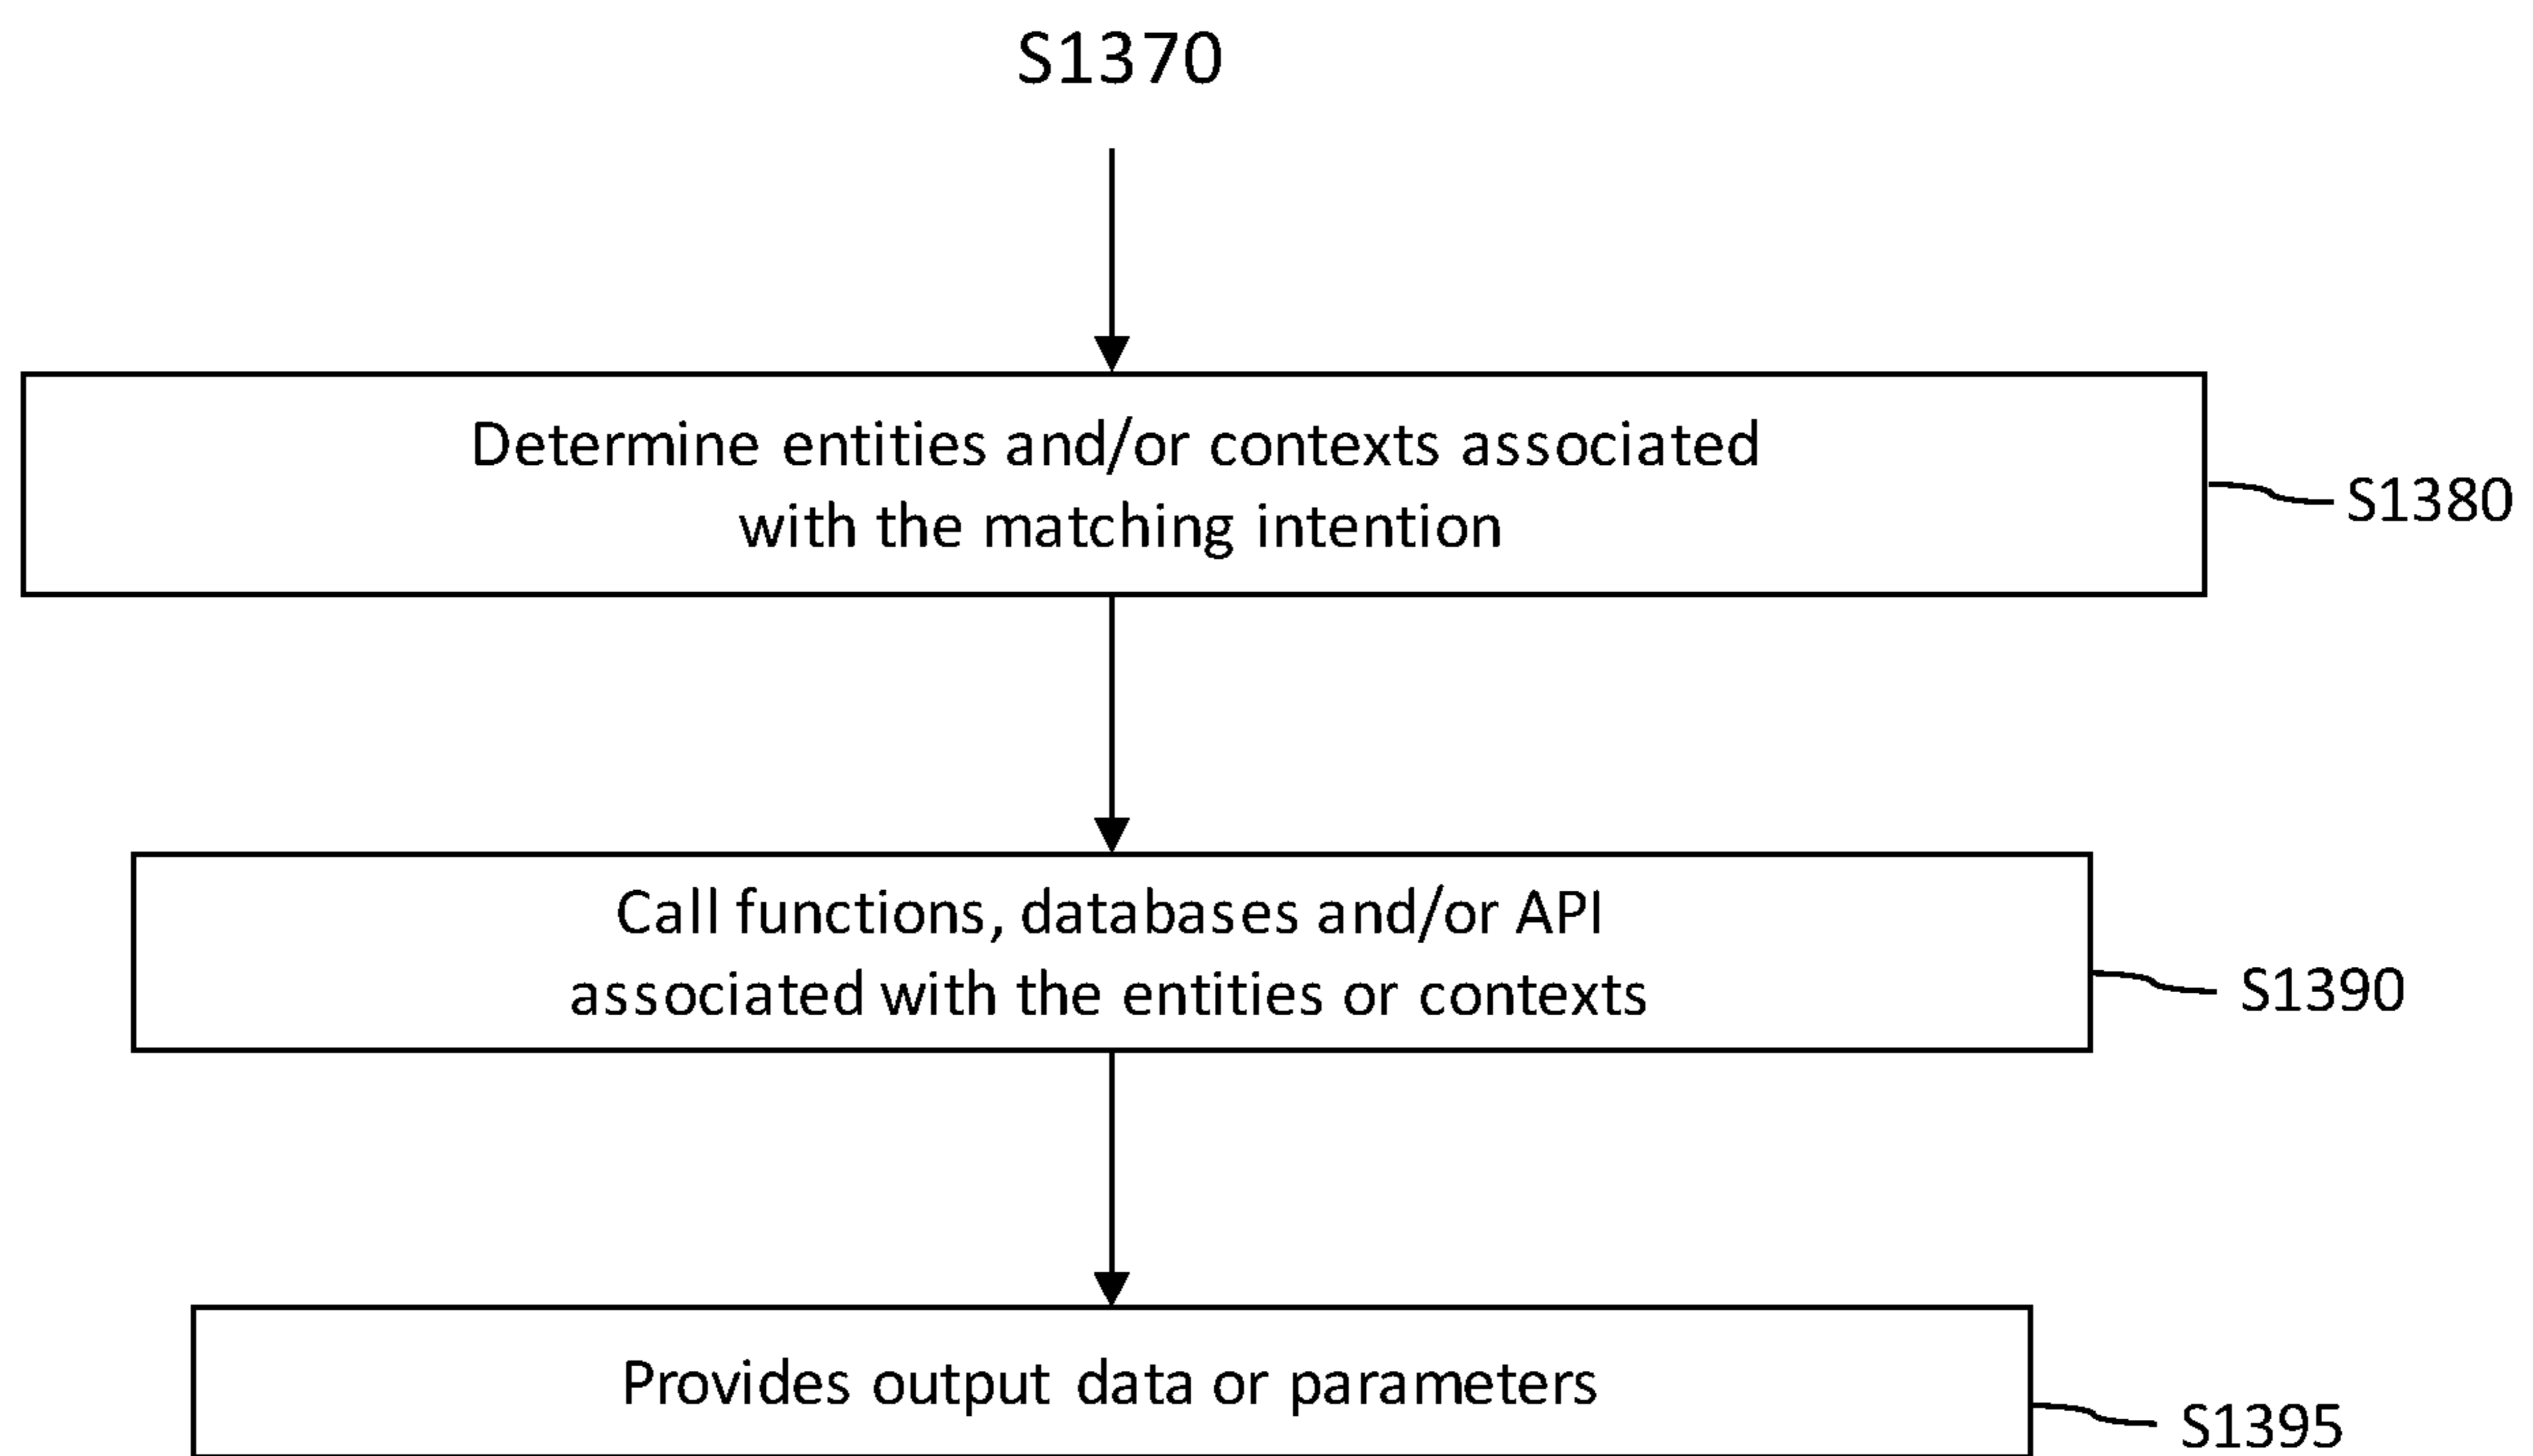 S1370
Determine entities and/or contexts associated
with the matching intention
S1380
Call functions, databases and/or API
associated with the entities or contexts
S1390
Provides output data or parameters
S1395